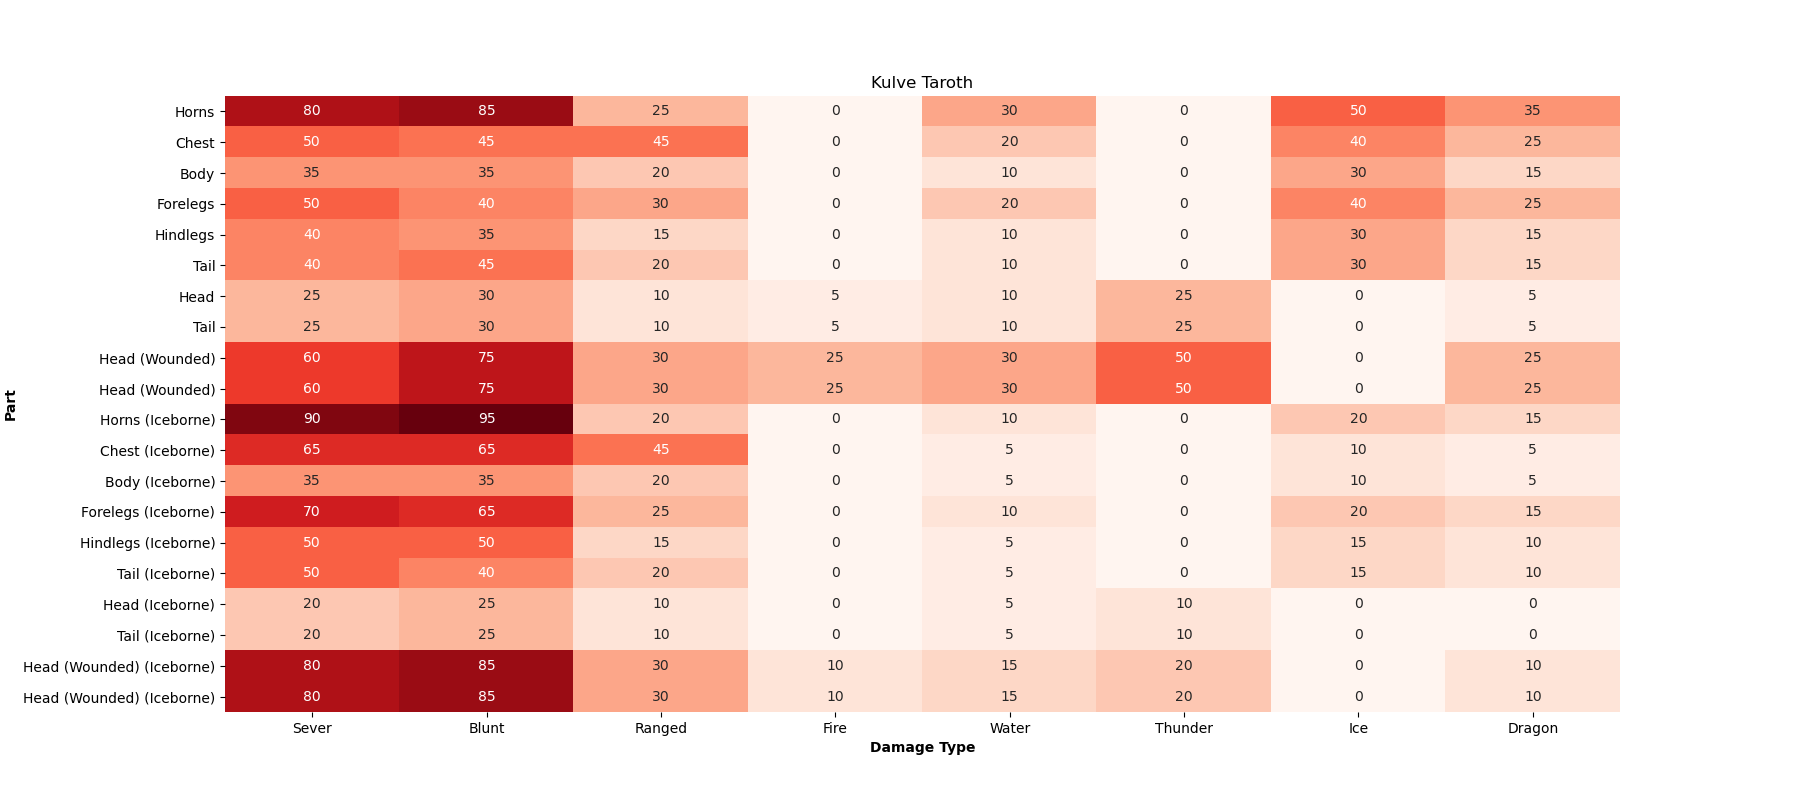 Kulve Taroth
Horns 80 85 25 0 30 0 50 35
Chest 50 45 45 0 20 0 40 25
Body 35 35 20 0 10 0 30 15
Forelegs 50 40 30 0 20 0 40 25
Hindlegs 40 35 15 0 10 0 30 15
Tail 40 45 20 0 10 0 30 15
Head 25 30 10 5 10 25 0 5
Tail 25 30 10 5 10 25 0 5
Head (Wounded) 60 75 30 25 30 50 0 25
Head (Wounded) 60 75 30 25 30 50 0 25
Horns (Iceborne) 90 95 20 0 10 0 20 15
Chest (Iceborne) 65 65 45 0 5 0 10 5
Body (Iceborne) 35 35 20 0 5 0 10 5
Forelegs (Iceborne) 70 65 25 0 10 0 20 15
Hindlegs (Iceborne) 50 50 15 0 5 0 15 10
Tail (Iceborne) 50 40 20 0 5 0 15 10
Head (Iceborne) 20 25 10 0 5 10 0 0
Tail (Iceborne) 20 25 10 0 5 10 0 0
Head (Wounded) (Iceborne) 80 85 30 10 15 20 0 10
Head (Wounded) (Iceborne) 80 85 30 10 15 20 0 10
Part
Sever Blunt Ranged Fire Water Thunder Ice Dragon
Damage Type